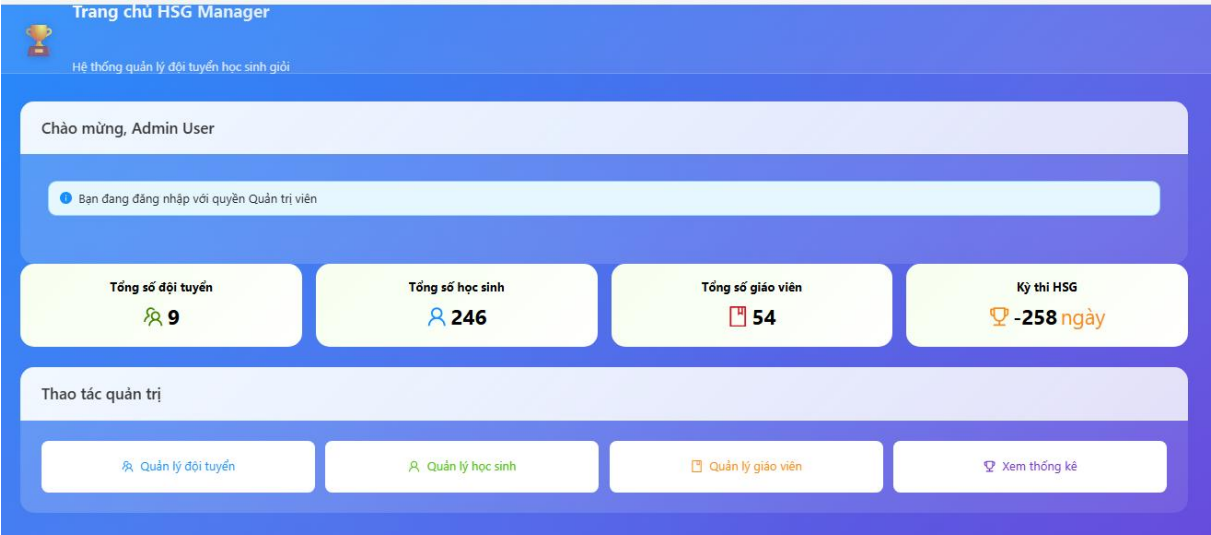 Trang chủ HSG Manager
Hệ thống quản lý đội tuyển học sinh giỏi
Chào mừng, Admin User
Bạn đang đăng nhập với quyền Quản trị viên
Tổng số đội tuyển
9
Tổng số học sinh
246
Tổng số giáo viên
54
Kỳ thi HSG
-258 ngày
Thao tác quản trị
Quản lý đội tuyển
Quản lý học sinh
Quản lý giáo viên
Xem thống kê